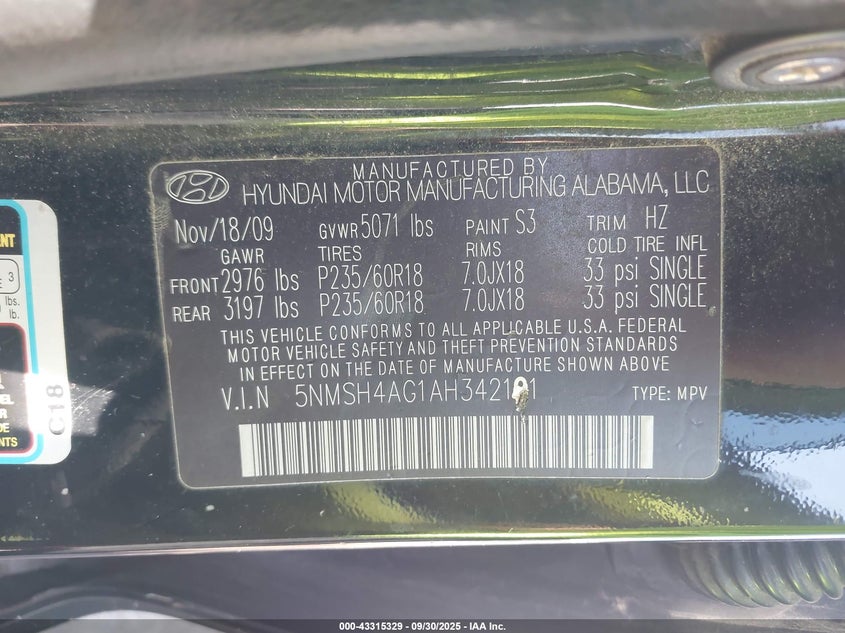 MANUFACTURED BY
HYUNDAI MOTOR MANUFACTURING ALABAMA, LLC
Nov/18/09 GVWR 5071 lbs PAINT S3 TRIM HZ
GAWR TIRES RIMS COLD TIRE INFL
FRONT 2976 lbs P235/60R18 7.0JX18 33 psi SINGLE
REAR 3197 lbs P235/60R18 7.0JX18 33 psi SINGLE
THIS VEHICLE CONFORMS TO ALL APPLICABLE U.S.A. FEDERAL
MOTOR VEHICLE SAFETY AND THEFT PREVENTION STANDARDS
IN EFFECT ON THE DATE OF MANUFACTURE SHOWN ABOVE
V.I.N 5NMSH4AG1AH342191 TYPE: MPV
3
lbs.
lb.
C18
000-43315329 - 09/30/2025 - IAA Inc.